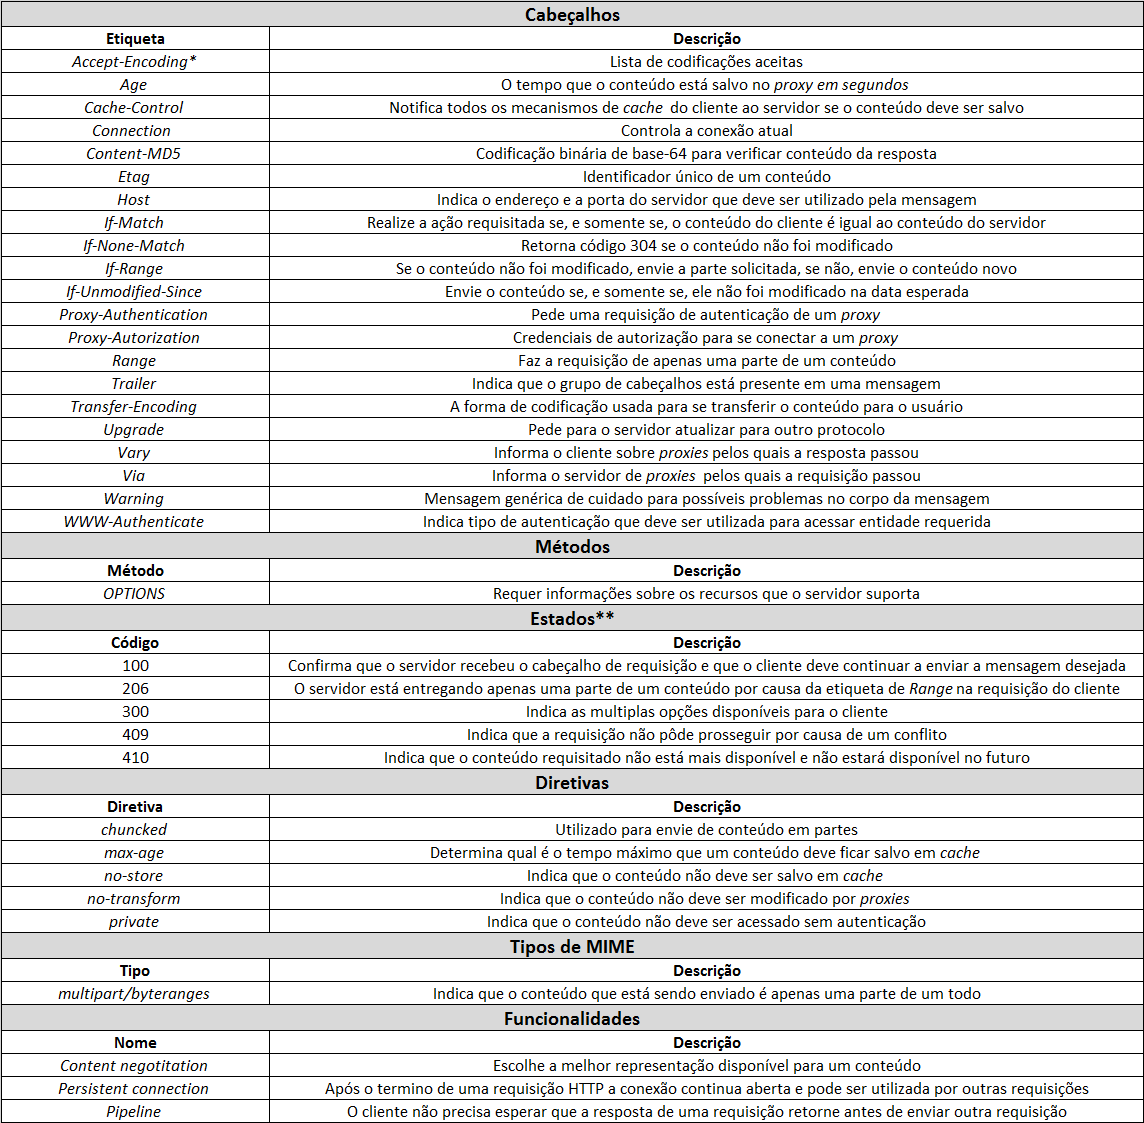 Cabeçalhos
Etiqueta Descrição
Accept-Encoding* Lista de codificações aceitas
Age O tempo que o conteúdo está salvo no proxy em segundos
Cache-Control Notifica todos os mecanismos de cache do cliente ao servidor se o conteúdo deve ser salvo
Connection Controla a conexão atual
Content-MD5 Codificação binária de base-64 para verificar conteúdo da resposta
Etag Identificador único de um conteúdo
Host Indica o endereço e a porta do servidor que deve ser utilizado pela mensagem
If-Match Realize a ação requisitada se, e somente se, o conteúdo do cliente é igual ao conteúdo do servidor
If-None-Match Retorna código 304 se o conteúdo não foi modificado
If-Range Se o conteúdo não foi modificado, envie a parte solicitada, se não, envie o conteúdo novo
If-Unmodified-Since Envie o conteúdo se, e somente se, ele não foi modificado na data esperada
Proxy-Authentication Pede uma requisição de autenticação de um proxy
Proxy-Autorization Credenciais de autorização para se conectar a um proxy
Range Faz a requisição de apenas uma parte de um conteúdo
Trailer Indica que o grupo de cabeçalhos está presente em uma mensagem
Transfer-Encoding A forma de codificação usada para se transferir o conteúdo para o usuário
Upgrade Pede para o servidor atualizar para outro protocolo
Vary Informa o cliente sobre proxies pelos quais a resposta passou
Via Informa o servidor de proxies pelos quais a requisição passou
Warning Mensagem genérica de cuidado para possíveis problemas no corpo da mensagem
WWW-Authenticate Indica tipo de autenticação que deve ser utilizada para acessar entidade requerida
Métodos
Método Descrição
OPTIONS Requer informações sobre os recursos que o servidor suporta
Estados**
Código Descrição
100 Confirma que o servidor recebeu o cabeçalho de requisição e que o cliente deve continuar a enviar a mensagem desejada
206 O servidor está entregando apenas uma parte de um conteúdo por causa da etiqueta de Range na requisição do cliente
300 Indica as multiplas opções disponíveis para o cliente
409 Indica que a requisição não pôde prosseguir por causa de um conflito
410 Indica que o conteúdo requisitado não está mais disponível e não estará disponível no futuro
Diretivas
Diretiva Descrição
chuncked Utilizado para envie de conteúdo em partes
max-age Determina qual é o tempo máximo que um conteúdo deve ficar salvo em cache
no-store Indica que o conteúdo não deve ser salvo em cache
no-transform Indica que o conteúdo não deve ser modificado por proxies
private Indica que o conteúdo não deve ser acessado sem autenticação
Tipos de MIME
Tipo Descrição
multipart/byteranges Indica que o conteúdo que está sendo enviado é apenas uma parte de um todo
Funcionalidades
Nome Descrição
Content negotitation Escolhe a melhor representação disponível para um conteúdo
Persistent connection Após o termino de uma requisição HTTP a conexão continua aberta e pode ser utilizada por outras requisições
Pipeline O cliente não precisa esperar que a resposta de uma requisição retorne antes de enviar outra requisição